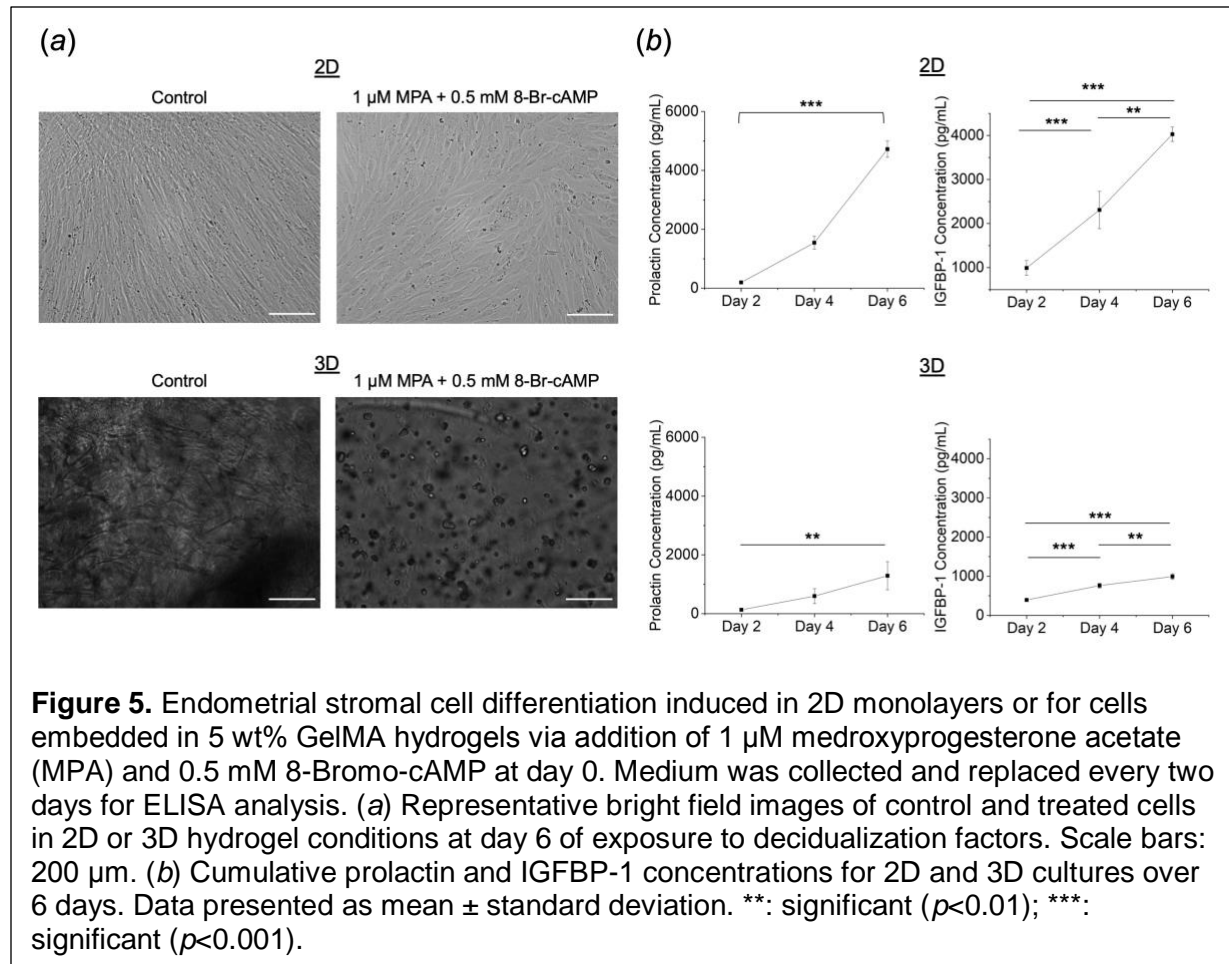 (a)
2D
Control
1 µM MPA + 0.5 mM 8-Br-cAMP
3D
Control
1 µM MPA + 0.5 mM 8-Br-cAMP
(b)
2D
Prolactin Concentration (pg/mL)
6000
4000
2000
0
***
Day 2 Day 4 Day 6
IGFBP-1 Concentration (pg/mL)
4000
3000
2000
1000
***
*** **
Day 2 Day 4 Day 6
3D
Prolactin Concentration (pg/mL)
6000
4000
2000
0
**
Day 2 Day 4 Day 6
IGFBP-1 Concentration (pg/mL)
4000
3000
2000
1000
0
***
*** **
Day 2 Day 4 Day 6
Figure 5. Endometrial stromal cell differentiation induced in 2D monolayers or for cells
embedded in 5 wt% GelMA hydrogels via addition of 1 µM medroxyprogesterone acetate
(MPA) and 0.5 mM 8-Bromo-cAMP at day 0. Medium was collected and replaced every two
days for ELISA analysis. (a) Representative bright field images of control and treated cells
in 2D or 3D hydrogel conditions at day 6 of exposure to decidualization factors. Scale bars:
200 µm. (b) Cumulative prolactin and IGFBP-1 concentrations for 2D and 3D cultures over
6 days. Data presented as mean ± standard deviation. **: significant (p<0.01); ***:
significant (p<0.001).